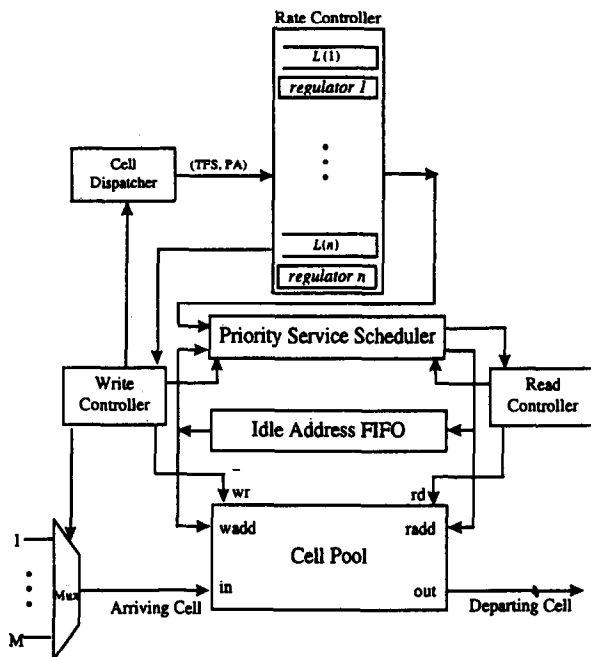 Rate Controller
L(1)
regulator 1
Cell
Dispatcher
(TFS, PA)
L(n)
regulator n
Priority Service Scheduler
Write
Controller
Read
Controller
Idle Address FIFO
wr
rd
wadd
radd
Cell Pool
in
out
1
Mux
M
Arriving Cell
Departing Cell